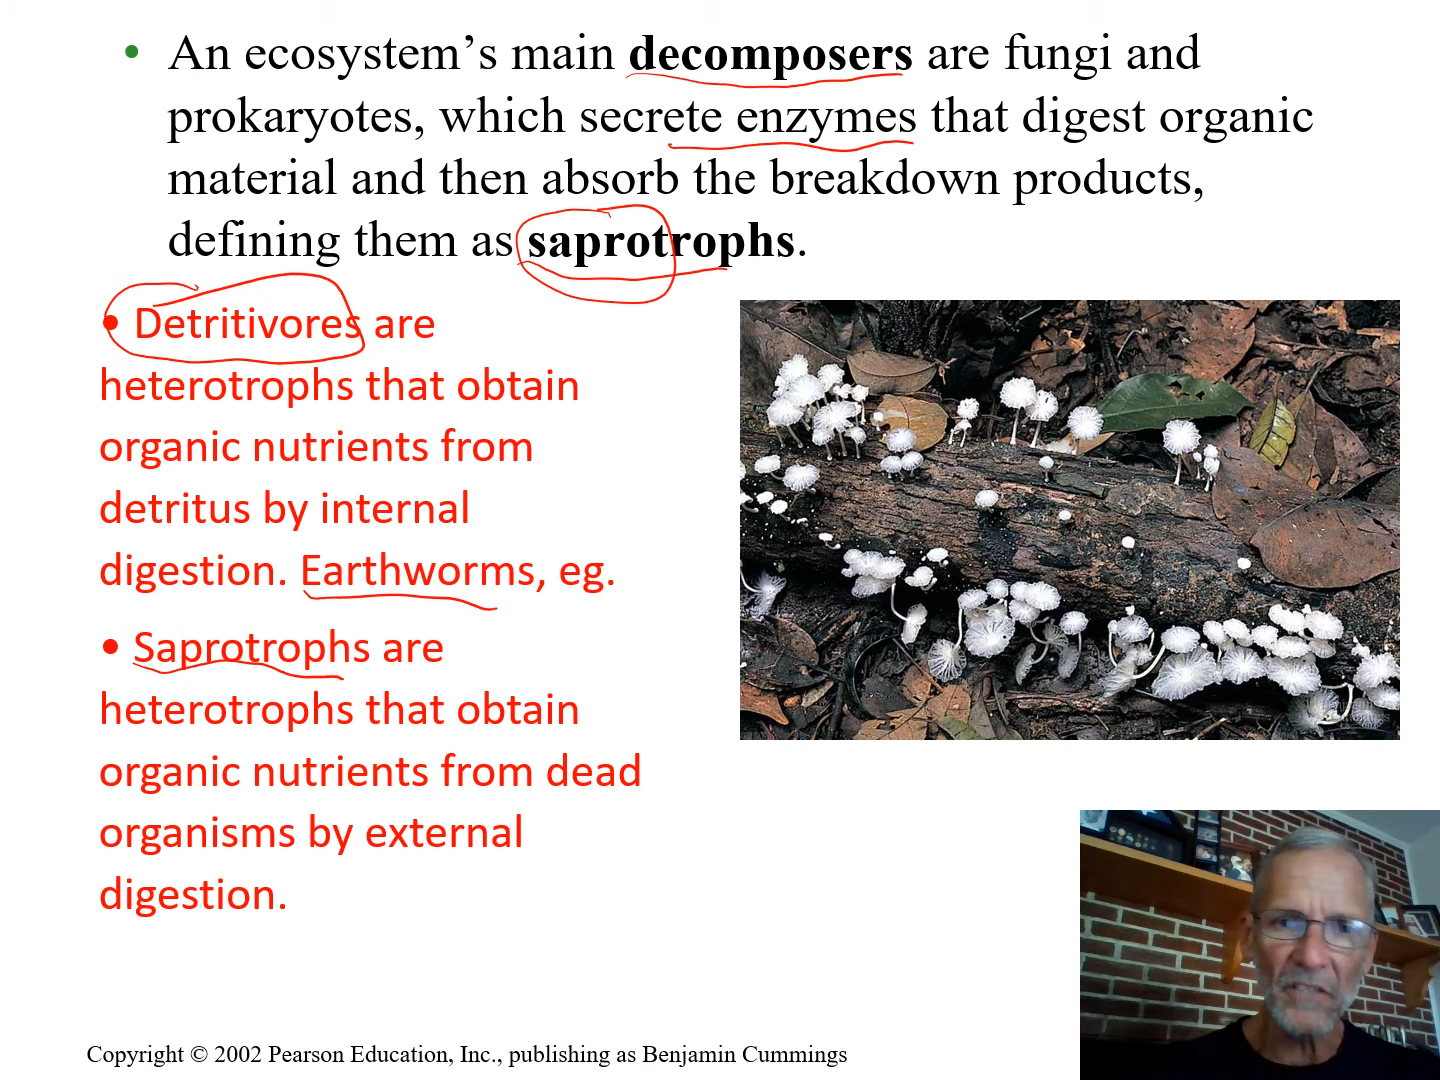 • An ecosystem’s main decomposers are fungi and
prokaryotes, which secrete enzymes that digest organic
material and then absorb the breakdown products,
defining them as saprotrophs.
• Detritivores are
heterotrophs that obtain
organic nutrients from
detritus by internal
digestion. Earthworms, eg.
• Saprotrophs are
heterotrophs that obtain
organic nutrients from dead
organisms by external
digestion.
Copyright © 2002 Pearson Education, Inc., publishing as Benjamin Cummings